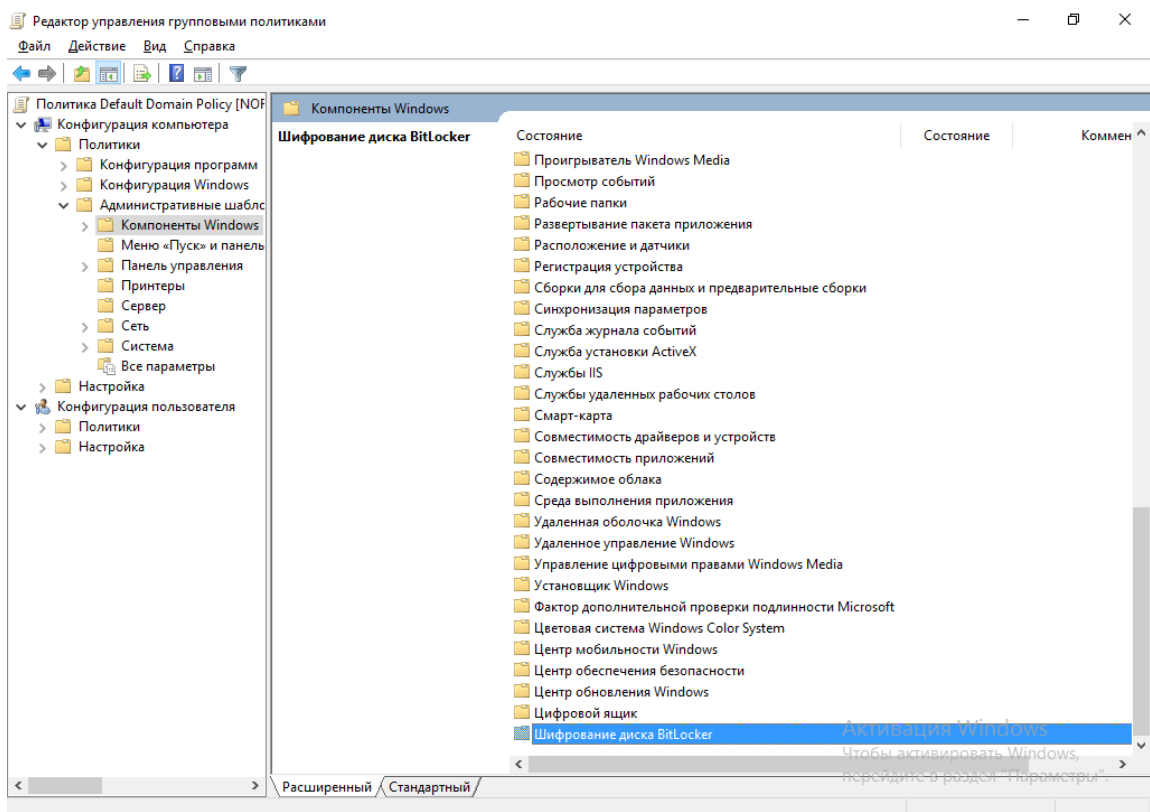 Редактор управления групповыми политиками
Файл Действие Вид Справка
Политика Default Domain Policy [NOF
Конфигурация компьютера
Политики
Конфигурация программ
Конфигурация Windows
Административные шабло
Компоненты Windows
Меню «Пуск» и панель
Панель управления
Принтеры
Сервер
Сеть
Система
Все параметры
Настройка
Конфигурация пользователя
Политики
Настройка
Компоненты Windows
Шифрование диска BitLocker
Состояние Состояние Коммен
Проигрыватель Windows Media
Просмотр событий
Рабочие папки
Развертывание пакета приложения
Расположение и датчики
Регистрация устройства
Сборки для сбора данных и предварительные сборки
Синхронизация параметров
Служба журнала событий
Служба установки ActiveX
Службы IIS
Службы удаленных рабочих столов
Смарт-карта
Совместимость драйверов и устройств
Совместимость приложений
Содержимое облака
Среда выполнения приложения
Удаленная оболочка Windows
Удаленное управление Windows
Управление цифровыми правами Windows Media
Установщик Windows
Фактор дополнительной проверки подлинности Microsoft
Цветовая система Windows Color System
Центр мобильности Windows
Центр обеспечения безопасности
Центр обновления Windows
Цифровой ящик
Шифрование диска BitLocker
Активация Windows
Чтобы активировать Windows,
перейдите в раздел "Параметры".
Расширенный Стандартный